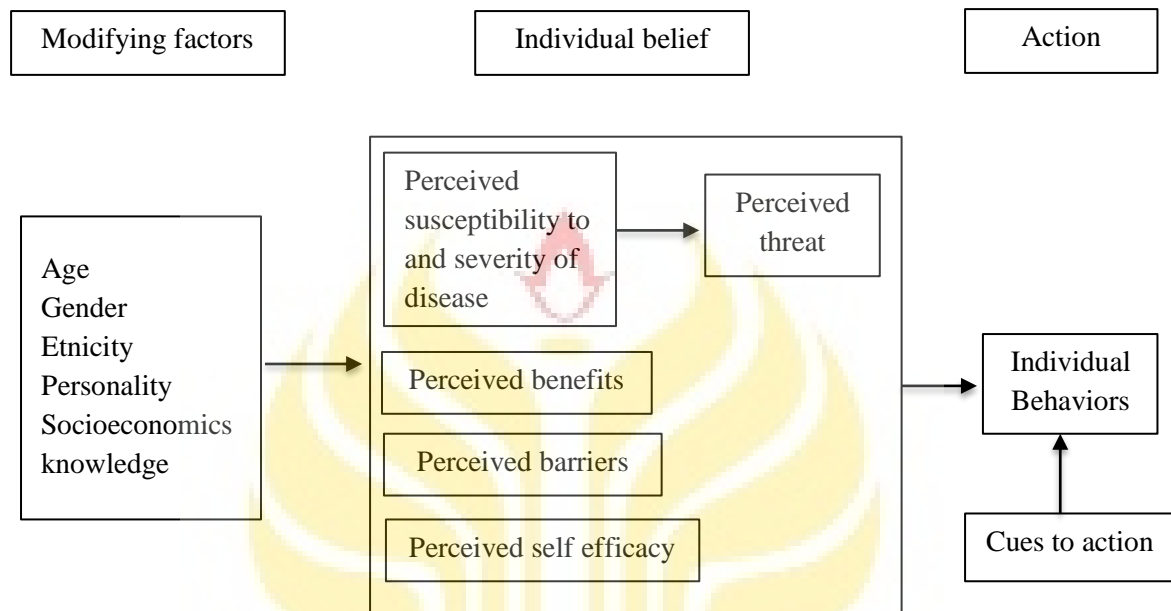 Modifying factors
Individual belief
Action
Age
Gender
Etnicity
Personality
Socioeconomics
knowledge
Perceived
susceptibility to
and severity of
disease
Perceived
threat
Perceived benefits
Perceived barriers
Perceived self efficacy
Individual
Behaviors
Cues to action